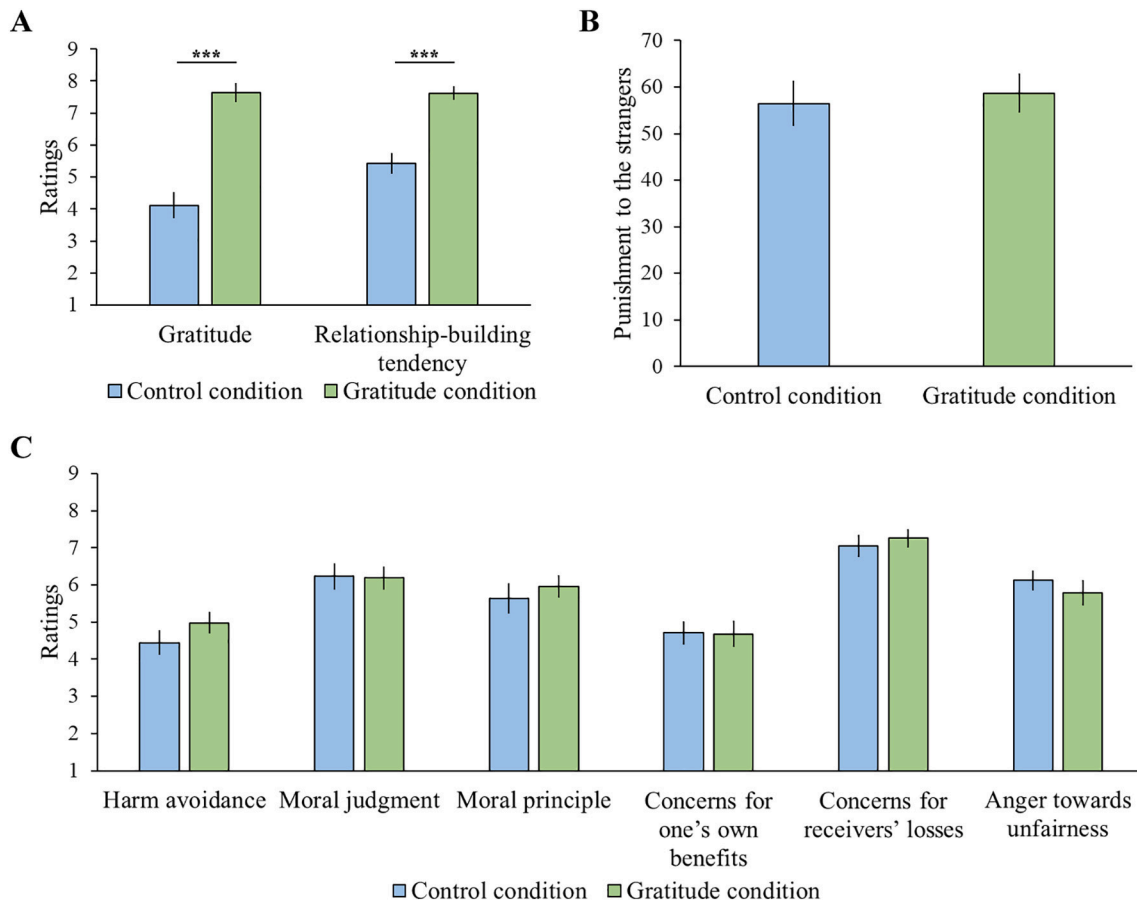 A
Ratings
9
8
7
6
5
4
3
2
1
***
***
Gratitude
Relationship-building
tendency
Control condition
Gratitude condition
B
Punishment to the strangers
70
60
50
40
30
20
10
0
Control condition
Gratitude condition
C
Ratings
9
8
7
6
5
4
3
2
1
Harm avoidance
Moral judgment
Moral principle
Concerns for
one’s own
benefits
Concerns for
receivers’ losses
Anger towards
unfairness
Control condition
Gratitude condition